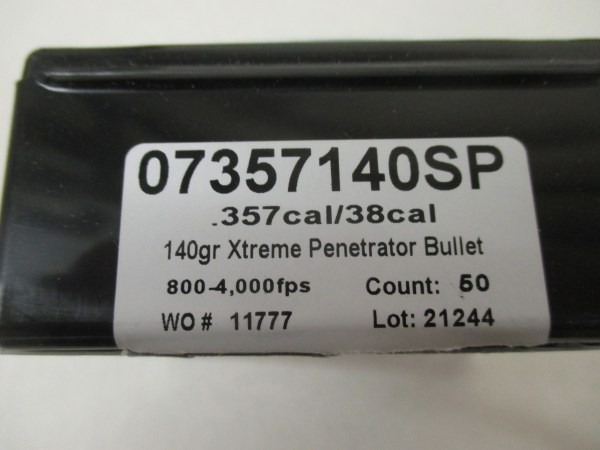 07357140SP
.357cal/38cal
140gr Xtreme Penetrator Bullet
800-4,000fps Count: 50
WO # 11777 Lot: 21244